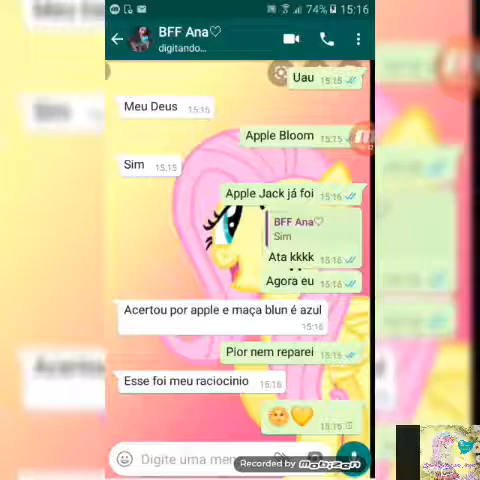 74% 15:16
BFF Ana♡
digitando...
Uau 15:15
Meu Deus 15:15
Apple Bloom 15:15
Sim 15:15
Apple Jack já foi 15:16
BFF Ana♡
Sim
Ata kkkk 15:16
Agora eu 15:16
Acertou por apple e maça blun é azul
15:16
Pior nem reparei 15:16
Esse foi meu raciocinio 15:16
15:15
Digite uma men
Recorded by mobizen